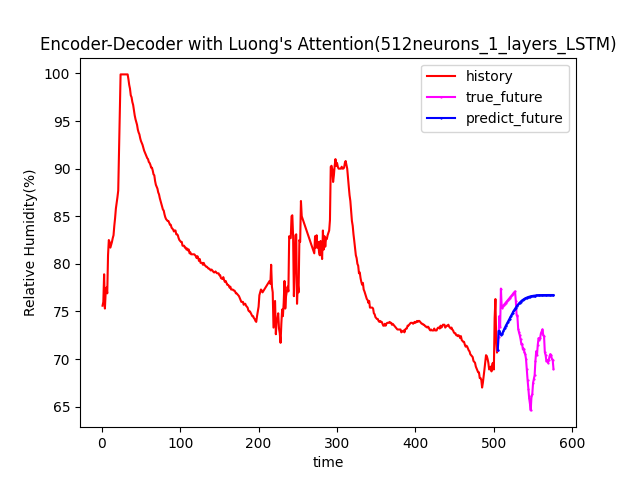 Encoder-Decoder with Luong's Attention(512neurons_1_layers_LSTM)
history
true_future
predict_future
Relative Humidity(%)
100
95
90
85
80
75
70
65
0 100 200 300 400 500 600
time